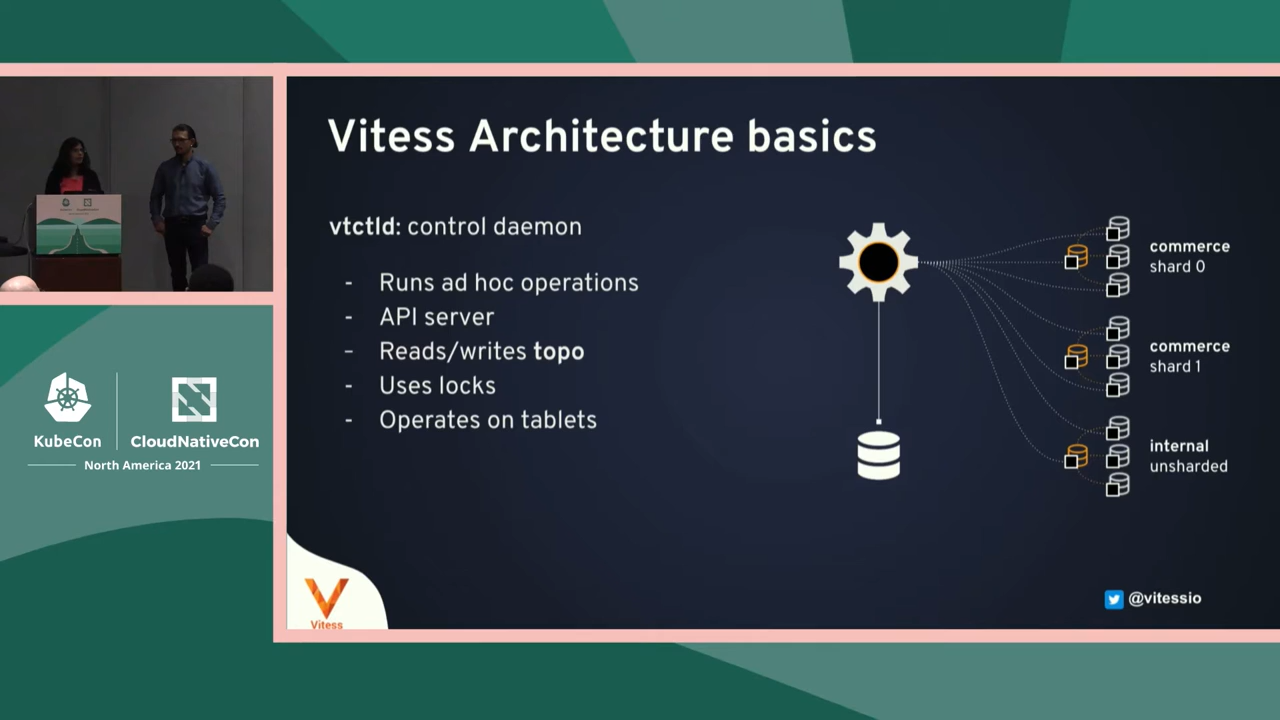 Vitess Architecture basics
vtctld: control daemon
- Runs ad hoc operations
- API server
- Reads/writes topo
- Uses locks
- Operates on tablets
commerce
shard 0
commerce
shard 1
internal
unsharded
Vitess
@vitessio
KubeCon
CloudNativeCon
North America 2021